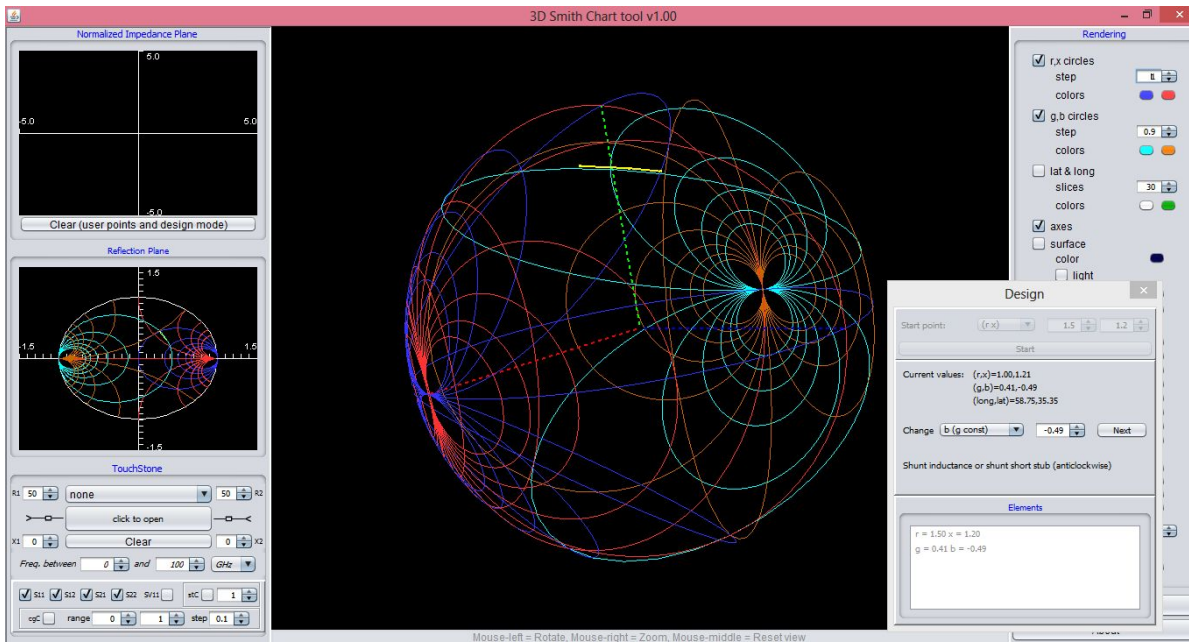 3D Smith Chart tool v1.00
Normalized Impedance Plane
5.0
-5.0 5.0
-5.0
Clear (user points and design mode)
Reflection Plane
1.5
-1.5 1.5
-1.5
TouchStone
R1 50 none 50 R2
click to open
X1 0 Clear 0 X2
Freq. between 0 and 100 GHz
S11 S12 S21 S22 SV11 stC 1
cgC range 0 1 step 0.1
Mouse-left = Rotate, Mouse-right = Zoom, Mouse-middle = Reset view
Rendering
r,x circles
step
colors
g,b circles
step 0.9
colors
lat & long
slices 30
colors
axes
surface
color
light
Design
Start point: (r x) 1.5 1.2
Start
Current values: (r,x)=1.00,1.21
(g,b)=0.41,-0.49
(long,lat)=58.75,35.35
Change b (g const) -0.49 Next
Shunt inductance or shunt short stub (anticlockwise)
Elements
r = 1.50 x = 1.20
g = 0.41 b = -0.49
About